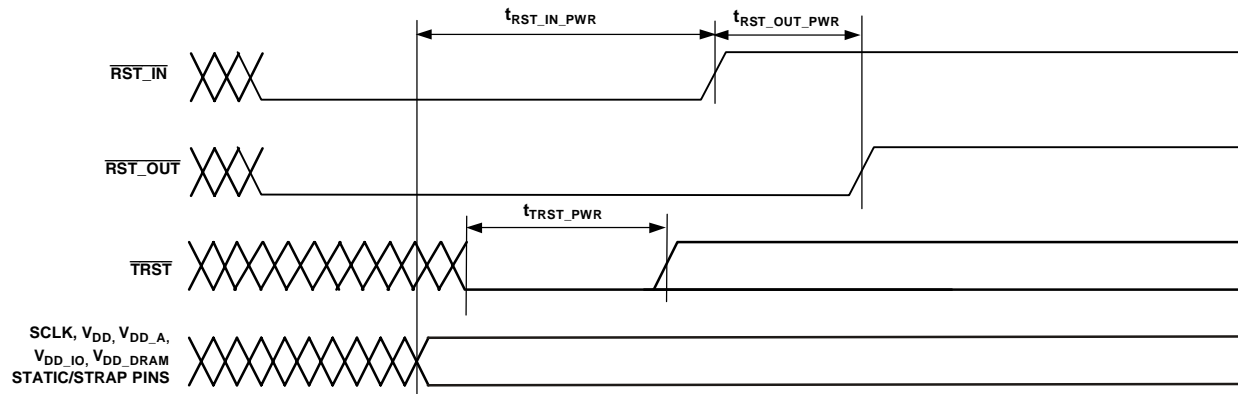 tRST_IN_PWR
tRST_OUT_PWR
RST_IN
RST_OUT
tTRST_PWR
TRST
SCLK, VDD, VDD_A,
VDD_IO, VDD_DRAM
STATIC/STRAP PINS